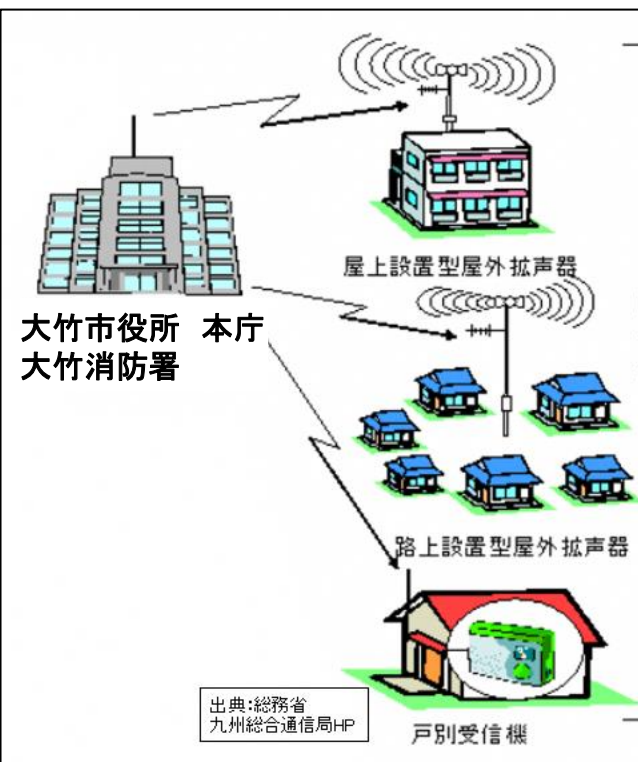 屋上設置型屋外拡声器
大竹市役所 本庁
大竹消防署
路上設置型屋外拡声器
出典:総務省
九州総合通信局HP
戸別受信機